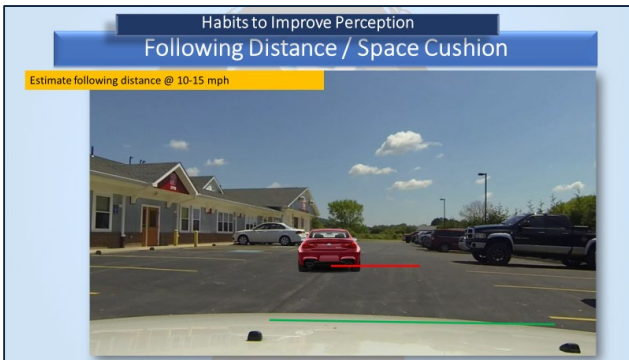 Habits to Improve Perception
Following Distance / Space Cushion
Estimate following distance @ 10-15 mph